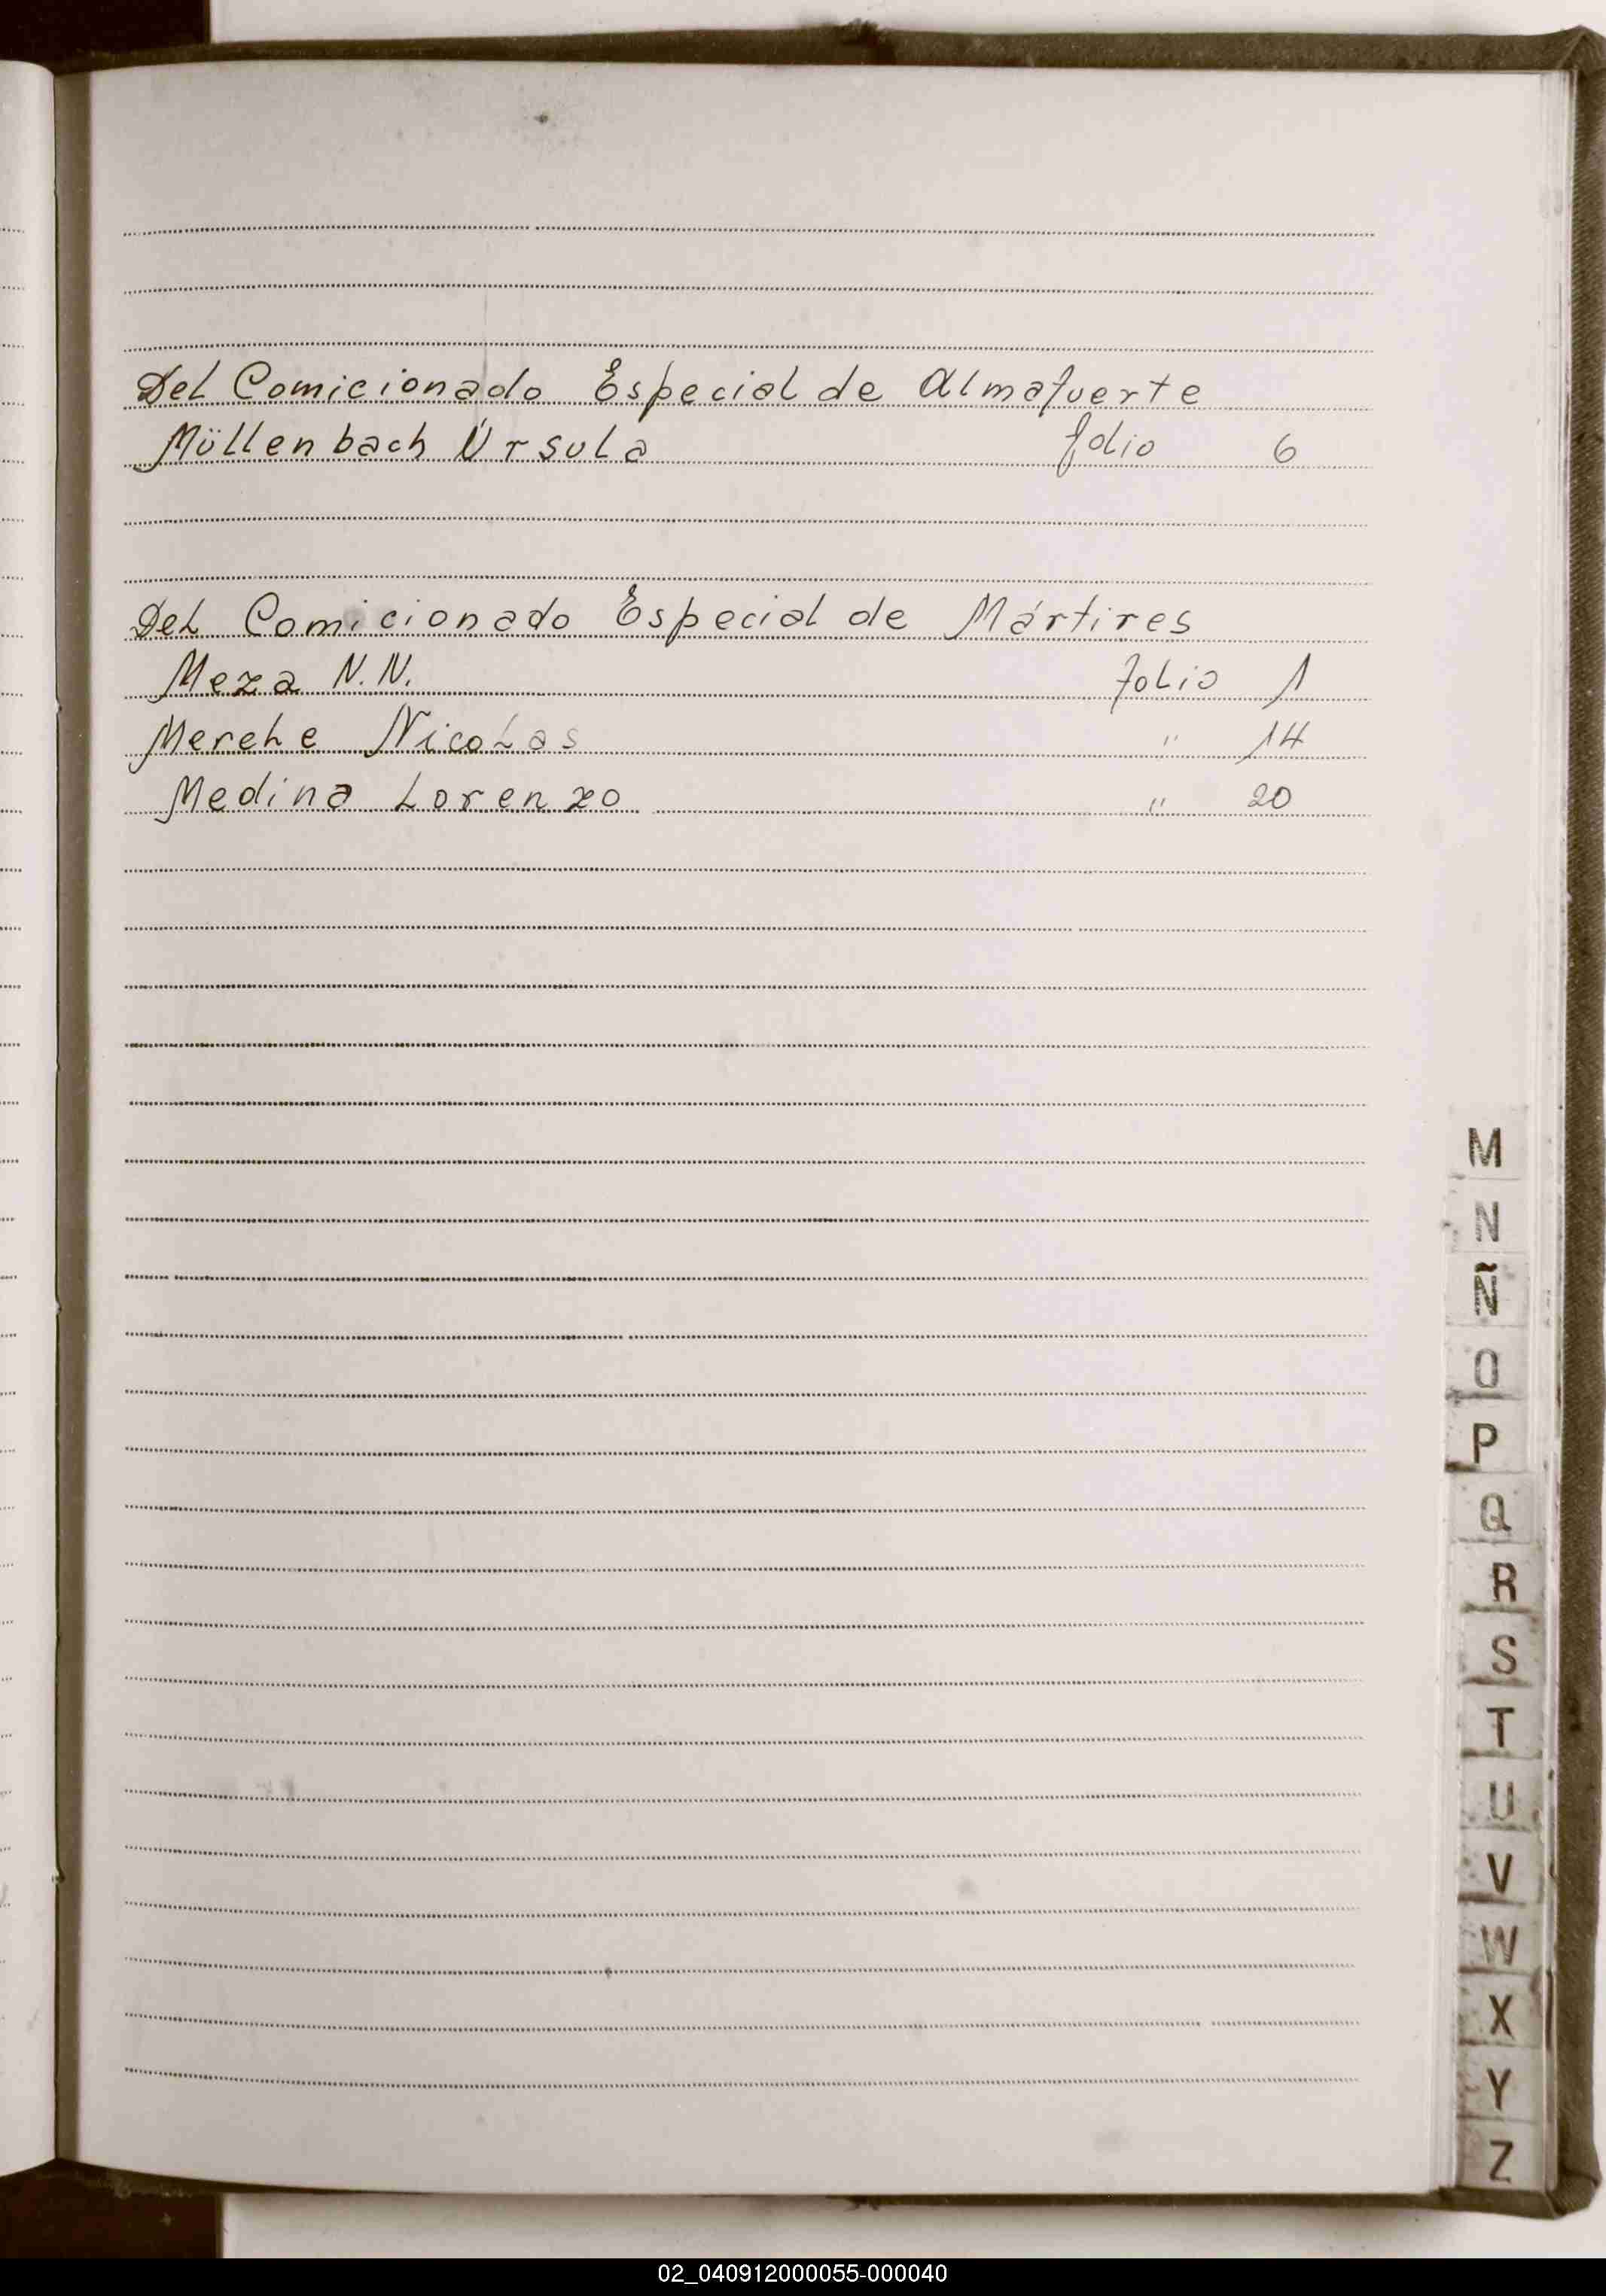 Del Comicionado Especial de Almafuerte
Müllenbach Úrsula folio 6
Del Comicionado Especial de Mártires
Meza N.N. folio 1
Merehe Nicolas " 14
Medina Lorenzo " 20
M
N
Ñ
O
P
Q
R
S
T
U
V
W
X
Y
Z
02_040912000055-000040